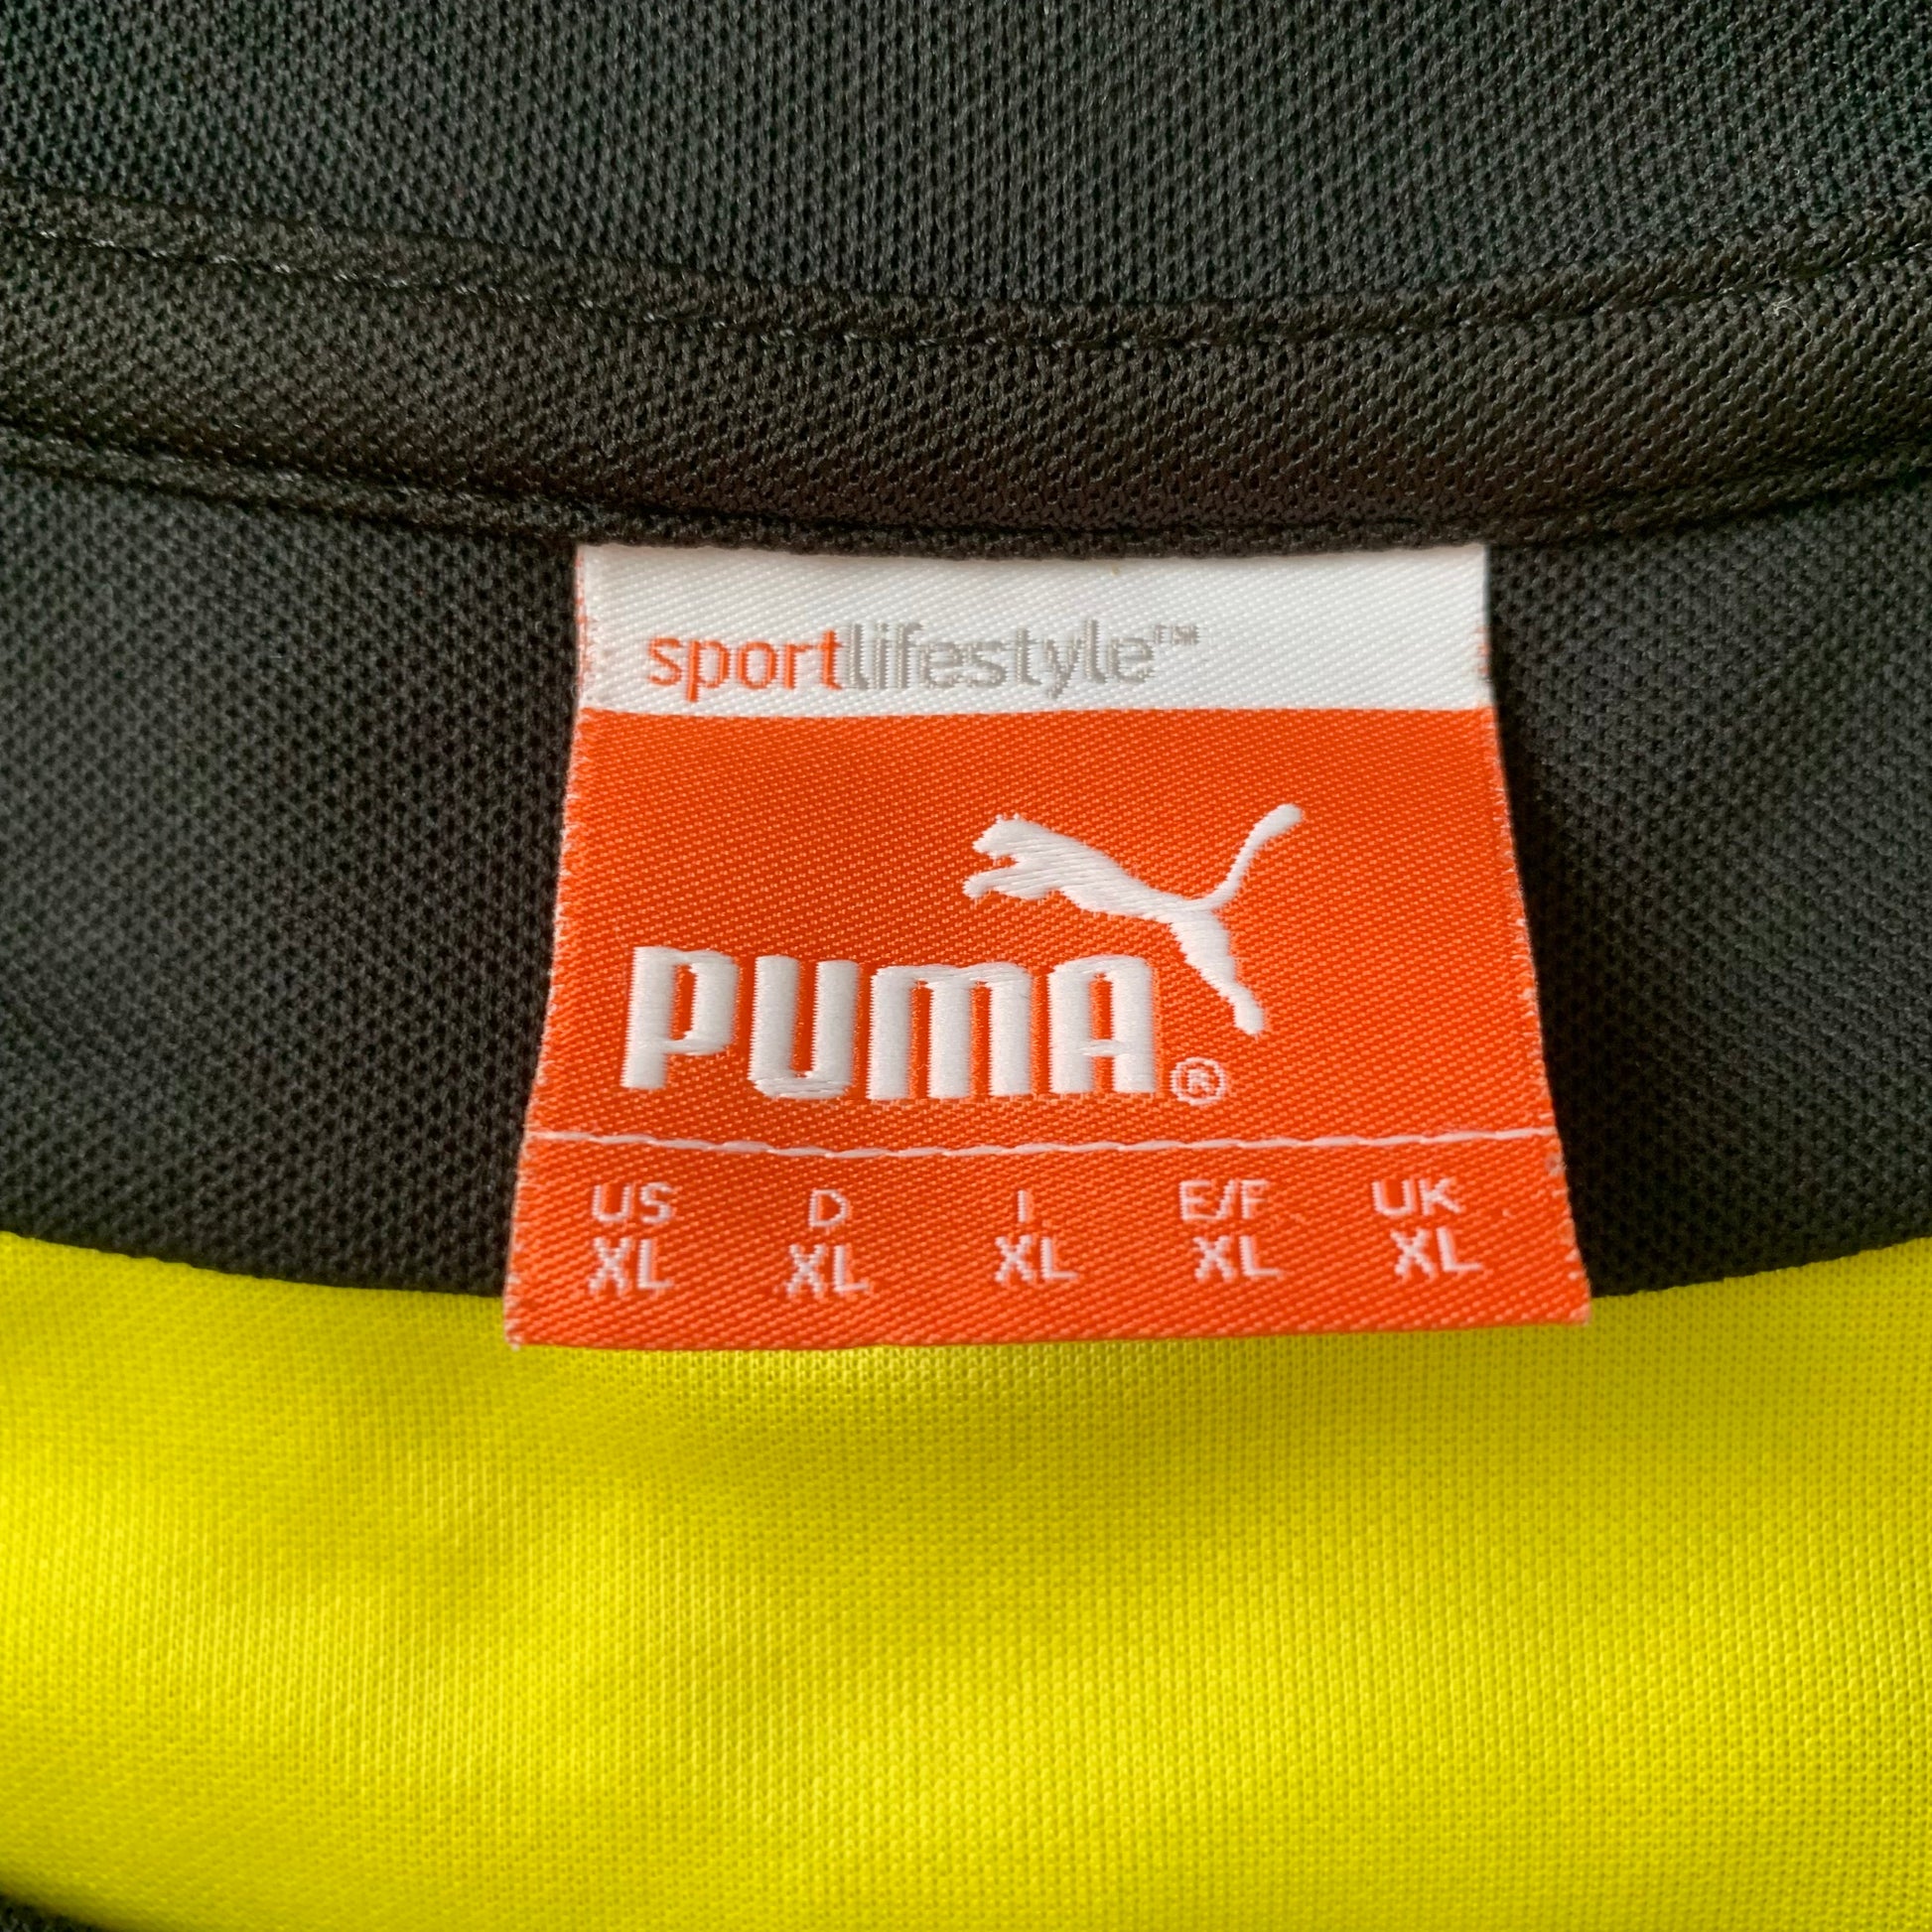 sportlifestyle™
PUMA®
US D I E/F UK
XL XL XL XL XL